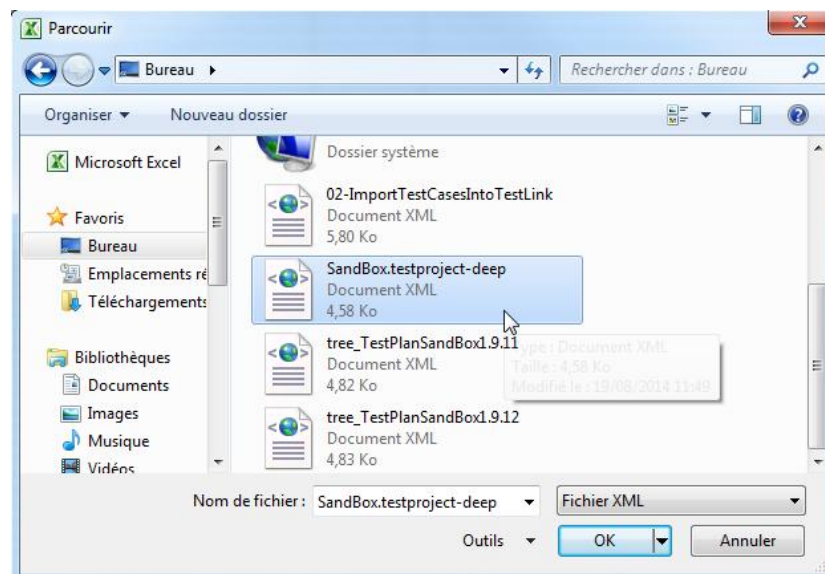 Parcourir
Bureau
Rechercher dans : Bureau
Organiser
Nouveau dossier
Microsoft Excel
Favoris
Bureau
Emplacements ré
Téléchargements
Bibliothèques
Documents
Images
Musique
Vidéos
Dossier système
02-ImportTestCasesIntoTestLink
Document XML
5,80 Ko
SandBox.testproject-deep
Document XML
4,58 Ko
tree_TestPlanSandBox1.9.11
Document XML
4,82 Ko
tree_TestPlanSandBox1.9.12
Document XML
4,83 Ko
Type : Document XML
Taille : 4,58 Ko
Modifié le : 19/08/2014 11:49
Nom de fichier :
SandBox.testproject-deep
Fichier XML
Outils
OK
Annuler